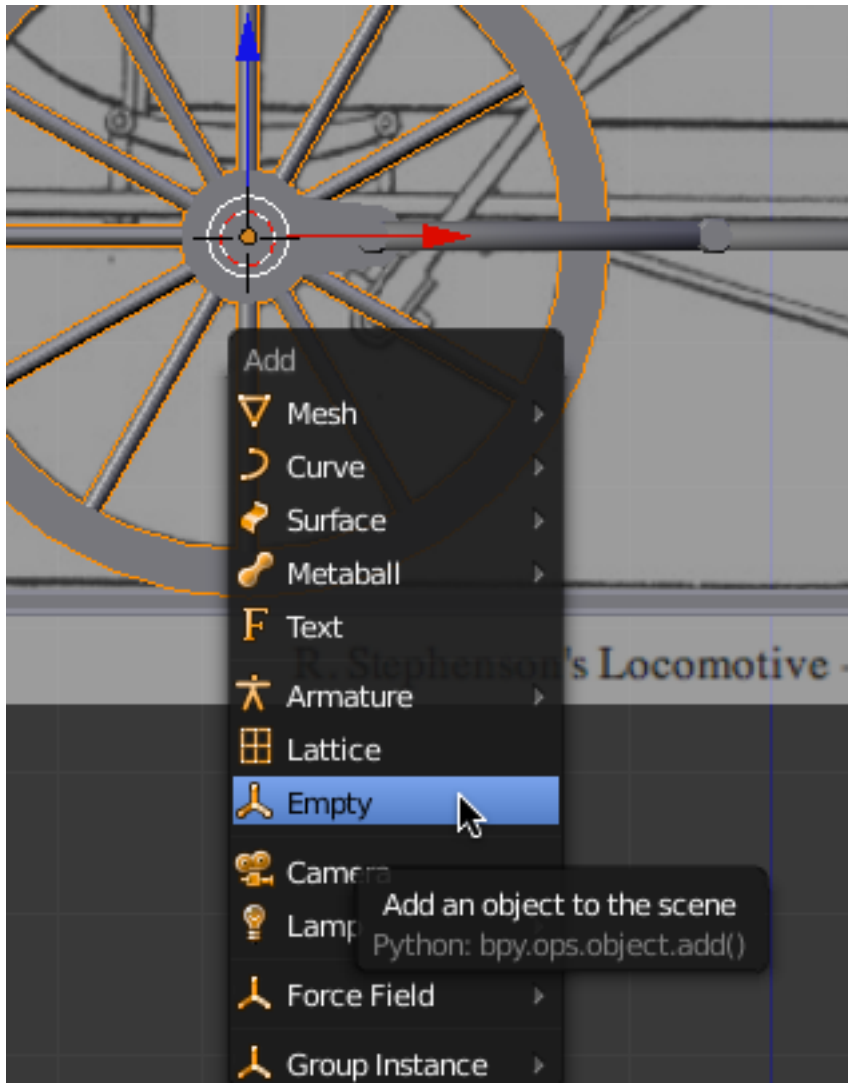 Add
Mesh
Curve
Surface
Metaball
Text
R. Stephenson's Locomotive -
Armature
Lattice
Empty
Camera
Add an object to the scene
Lamp
Python: bpy.ops.object.add()
Force Field
Group Instance